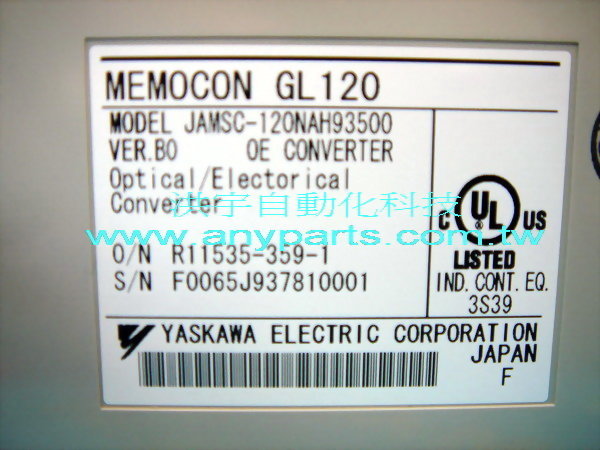 MEMOCON GL120
MODEL JAMSC-120NAH93500
VER.B0 OE CONVERTER
Optical/Electorical
Converter
洪宇自動化科技
www.anyparts.com.tw
O/N R11535-359-1
S/N F0065J937810001
C UL US
LISTED
IND. CONT. EQ.
3S39
YASKAWA ELECTRIC CORPORATION
JAPAN
F